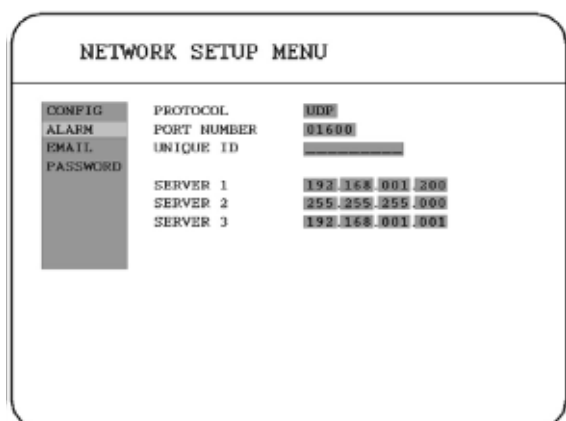 NETWORK SETUP MENU
CONFIG PROTOCOL UDP
ALARM PORT NUMBER 01600
EMAIL UNIQUE ID __________
PASSWORD
SERVER 1 192.168.001.200
SERVER 2 255.255.255.000
SERVER 3 192.168.001.001